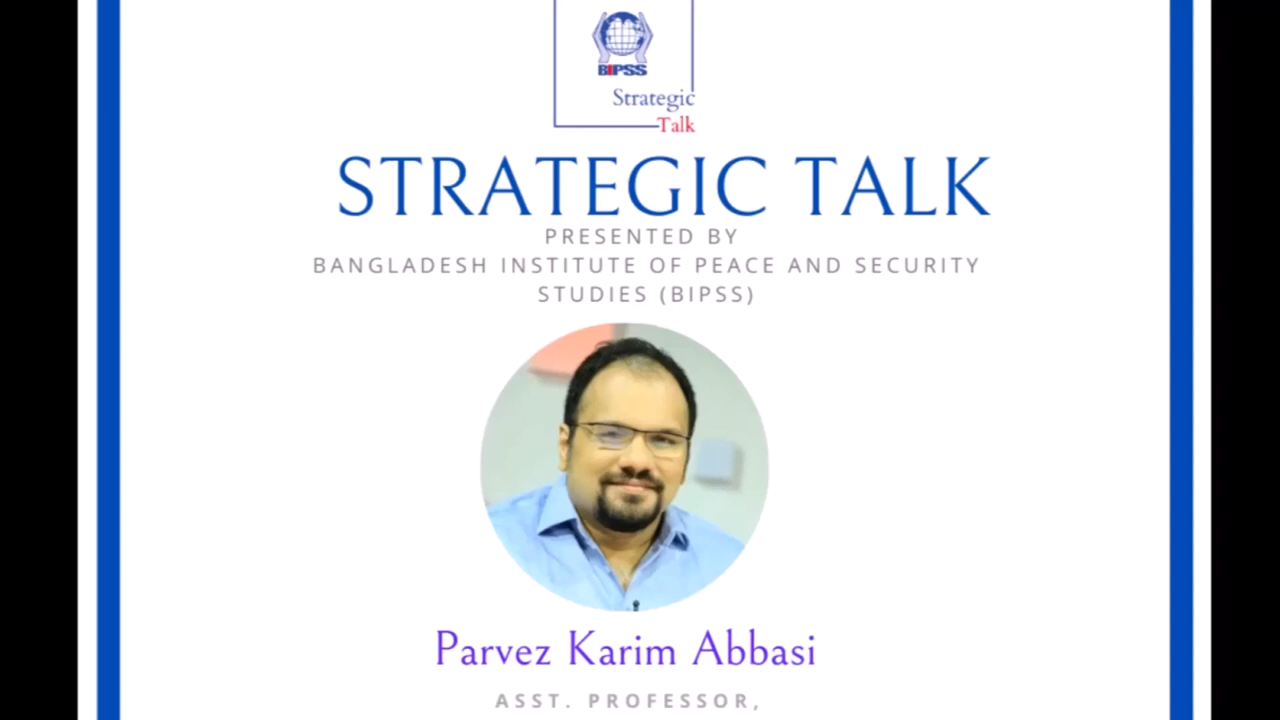 BIPSS
Strategic
Talk
STRATEGIC TALK
PRESENTED BY
BANGLADESH INSTITUTE OF PEACE AND SECURITY
STUDIES (BIPSS)
Parvez Karim Abbasi
ASST. PROFESSOR,